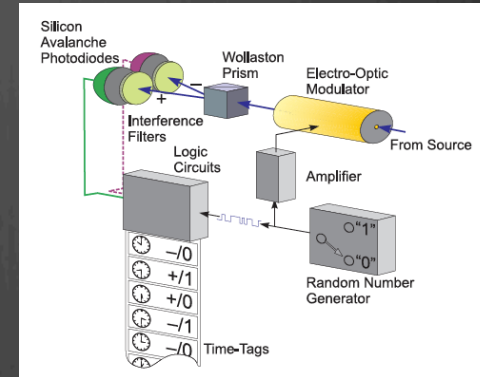 Silicon
Avalanche
Photodiodes
Wollaston
Prism
Electro-Optic
Modulator
−
+
Interference
Filters
From Source
Logic
Circuits
Amplifier
"1"
"0"
Random Number
Generator
−/0
+/1
+/0
−/1
−/0
Time-Tags